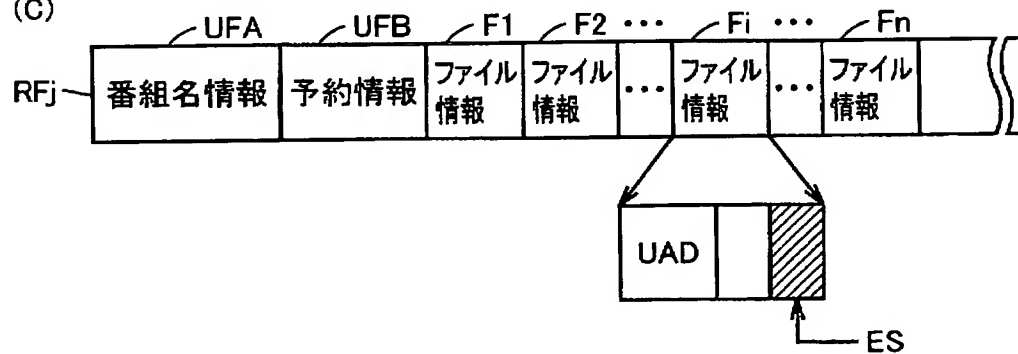 (C)
UFA UFB F1 F2 ••• Fi ••• Fn
RFj 番組名情報 予約情報 ファイル情報 ファイル情報 ••• ファイル情報 ••• ファイル情報
UAD
ES